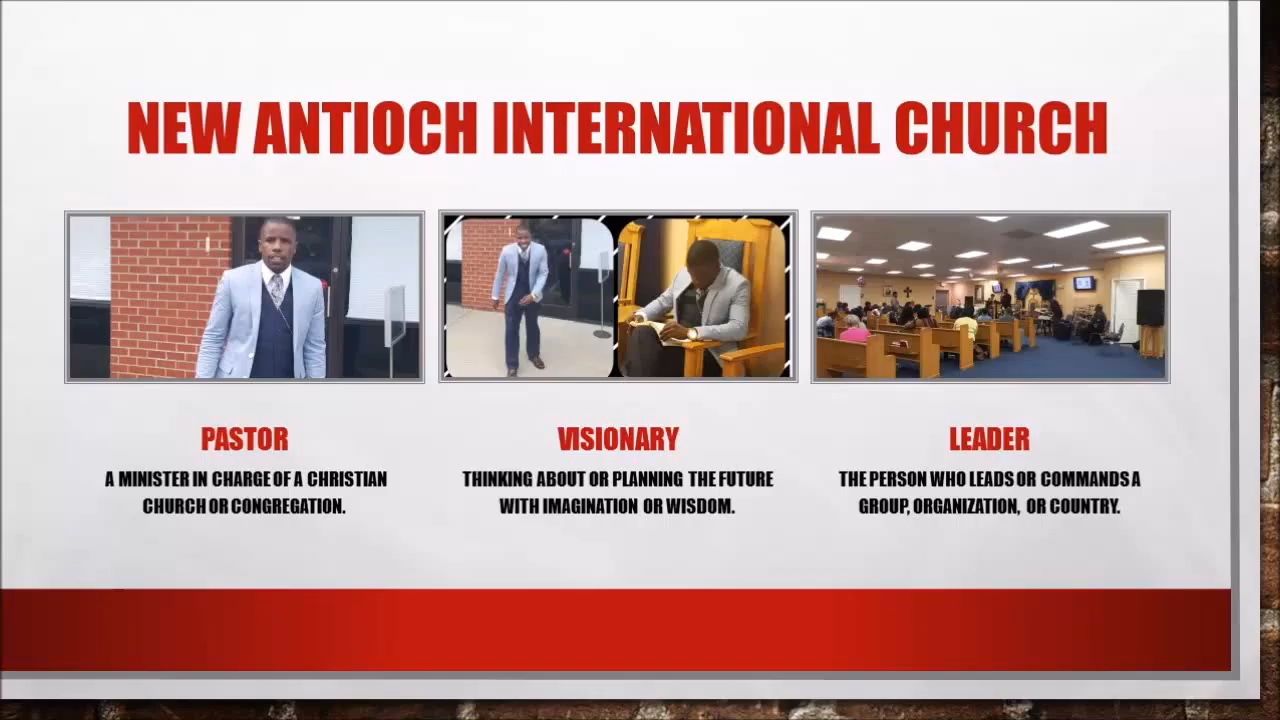 NEW ANTIOCH INTERNATIONAL CHURCH
PASTOR
A MINISTER IN CHARGE OF A CHRISTIAN
CHURCH OR CONGREGATION.
VISIONARY
THINKING ABOUT OR PLANNING THE FUTURE
WITH IMAGINATION OR WISDOM.
LEADER
THE PERSON WHO LEADS OR COMMANDS A
GROUP, ORGANIZATION, OR COUNTRY.